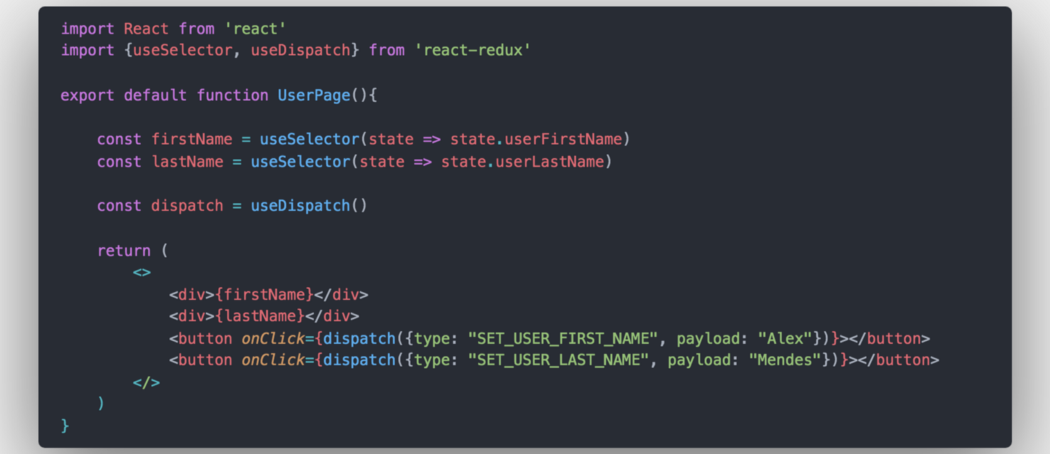 import React from 'react'
import {useSelector, useDispatch} from 'react-redux'
export default function UserPage(){
const firstName = useSelector(state => state.userFirstName)
const lastName = useSelector(state => state.userLastName)
const dispatch = useDispatch()
return (
<>
<div>{firstName}</div>
<div>{lastName}</div>
<button onClick={dispatch({type: "SET_USER_FIRST_NAME", payload: "Alex"})}></button>
<button onClick={dispatch({type: "SET_USER_LAST_NAME", payload: "Mendes"})}></button>
</>
)
}